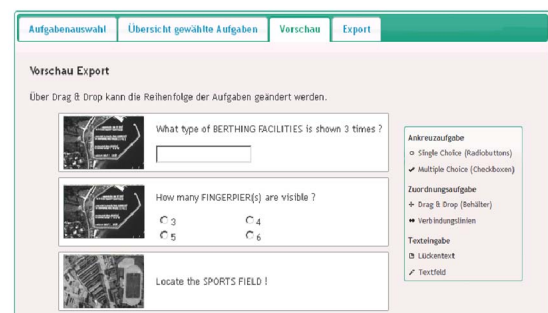 Aufgabenauswahl
Übersicht gewählte Aufgaben
Vorschau
Export
Vorschau Export
Über Drag & Drop kann die Reihenfolge der Aufgaben geändert werden.
What type of BERTHING FACILITIES is shown 3 times ?
How many FINGERPIER(s) are visible ?
3
4
5
6
Locate the SPORTS FIELD !
Ankreuzaufgabe
Single Choice (Radiobuttons)
Multiple Choice (Checkboxen)
Zuordnungsaufgabe
Drag & Drop (Behälter)
Verbindungslinien
Texteingabe
Lückentext
Textfeld